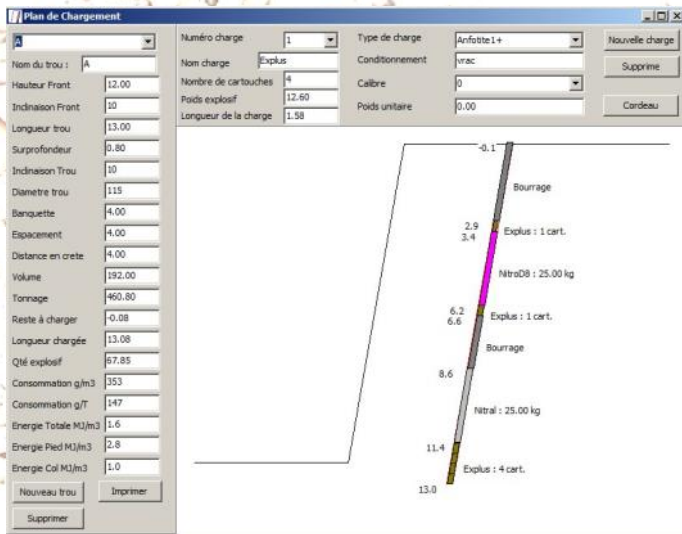 Plan de Chargement
A
Nom du trou : A
Hauteur Front 12.00
Inclinaison Front 10
Longueur trou 13.00
Surprofondeur 0.80
Inclinaison Trou 10
Diametre trou 115
Banquette 4.00
Espacement 4.00
Distance en crete 4.00
Volume 192.00
Tonnage 460.80
Reste à charger -0.08
Longueur chargée 13.08
Qté explosif 67.85
Consommation g/m3 353
Consommation g/T 147
Energie Totale MJ/m3 1.6
Energie Pied MJ/m3 2.8
Energie Col MJ/m3 1.0
Nouveau trou Imprimer
Supprimer
Numéro charge 1
Nom charge Explus
Nombre de cartouches 4
Poids explosif 12.60
Longueur de la charge 1.58
Type de charge Anfotite1+
Conditionnement vrac
Calibre 0
Poids unitaire 0.00
Nouvelle charge
Supprime
Cordeau
-0.1
Bourrage
2.9 Explus : 1 cart.
3.4
NitroD8 : 25.00 kg
6.2 Explus : 1 cart.
6.6
Bourrage
8.6
Nitral : 25.00 kg
11.4
Explus : 4 cart.
13.0